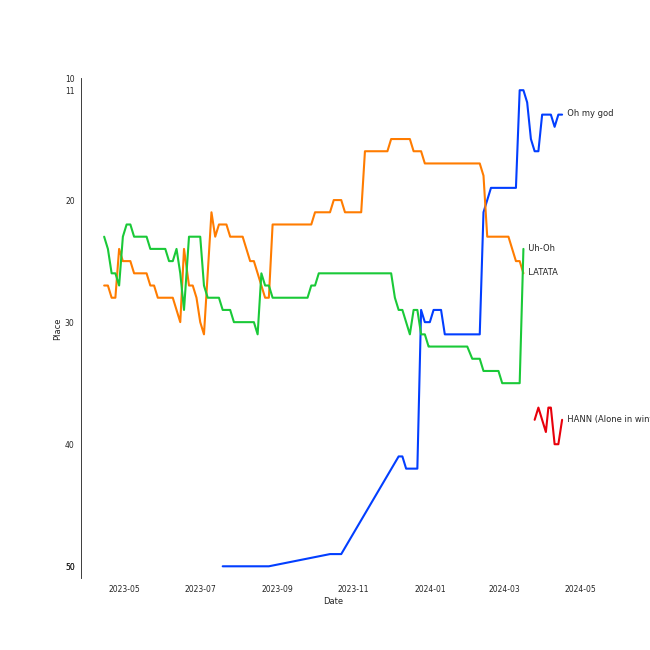 10
11
20
30
40
50
Place
Oh my god
Uh-Oh
LATATA
HANN (Alone in win
2023-05
2023-07
2023-09
2023-11
2024-01
2024-03
2024-05
Date